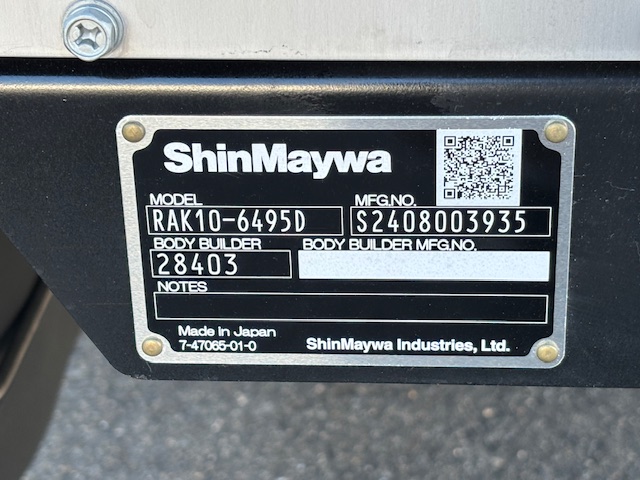 ShinMaywa
MODEL MFG.NO.
RAK10-6495D S2408003935
BODY BUILDER BODY BUILDER MFG.NO.
28403
NOTES
Made in Japan
7-47065-01-0 ShinMaywa Industries, Ltd.